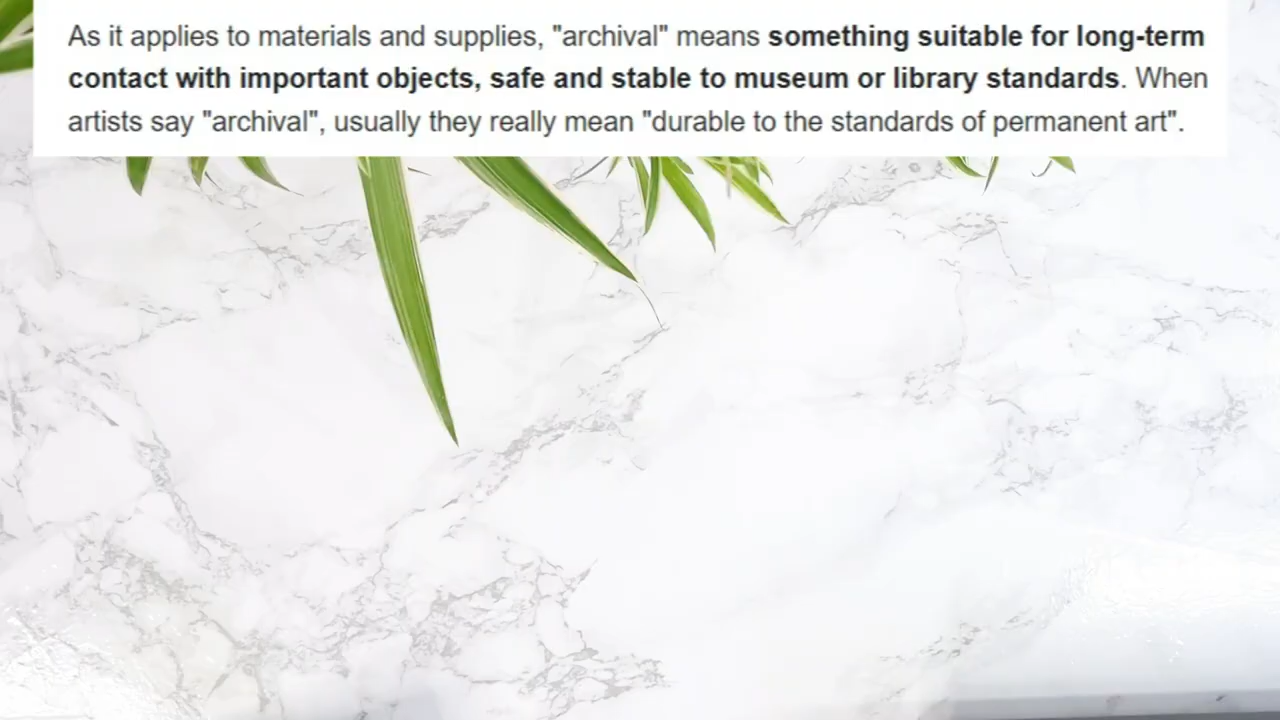 As it applies to materials and supplies, "archival" means something suitable for long-term
contact with important objects, safe and stable to museum or library standards. When
artists say "archival", usually they really mean "durable to the standards of permanent art".